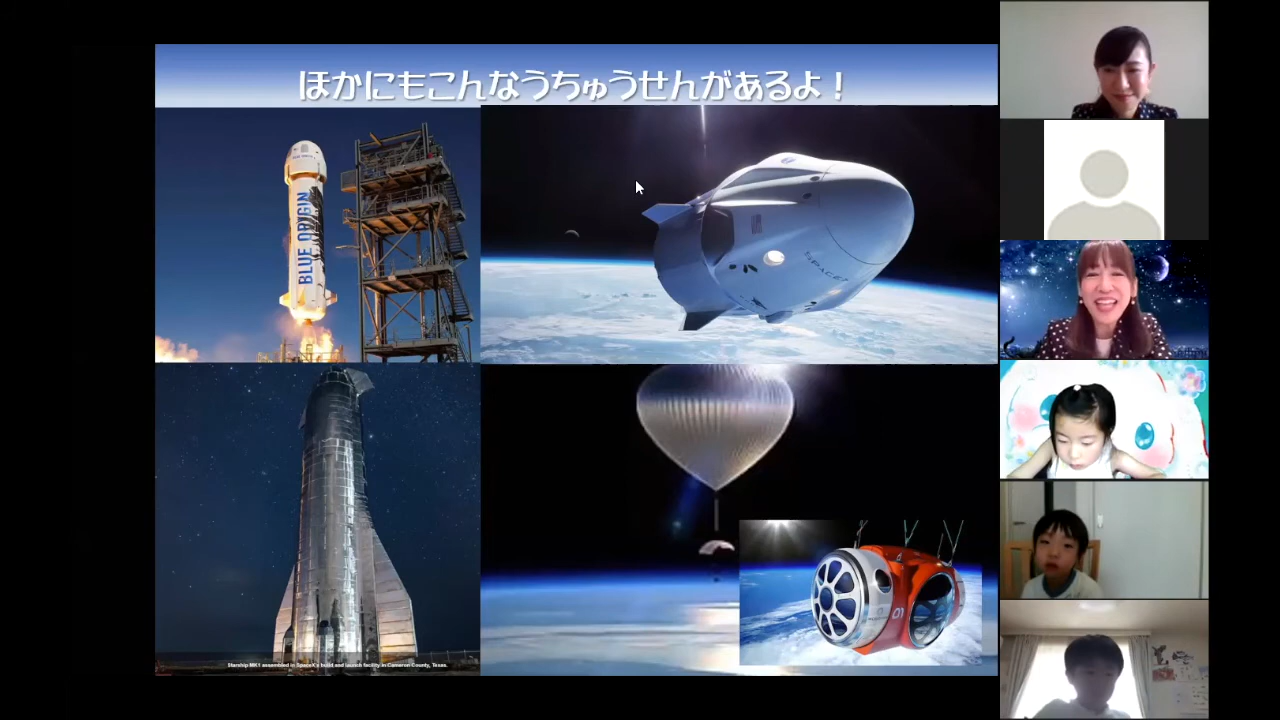 ほかにもこんなうちゅうせんがあるよ！
BLUE ORIGIN
SPACEX
Starship MK1 assembled in SpaceX's build and launch facility in Cameron County, Texas.
01